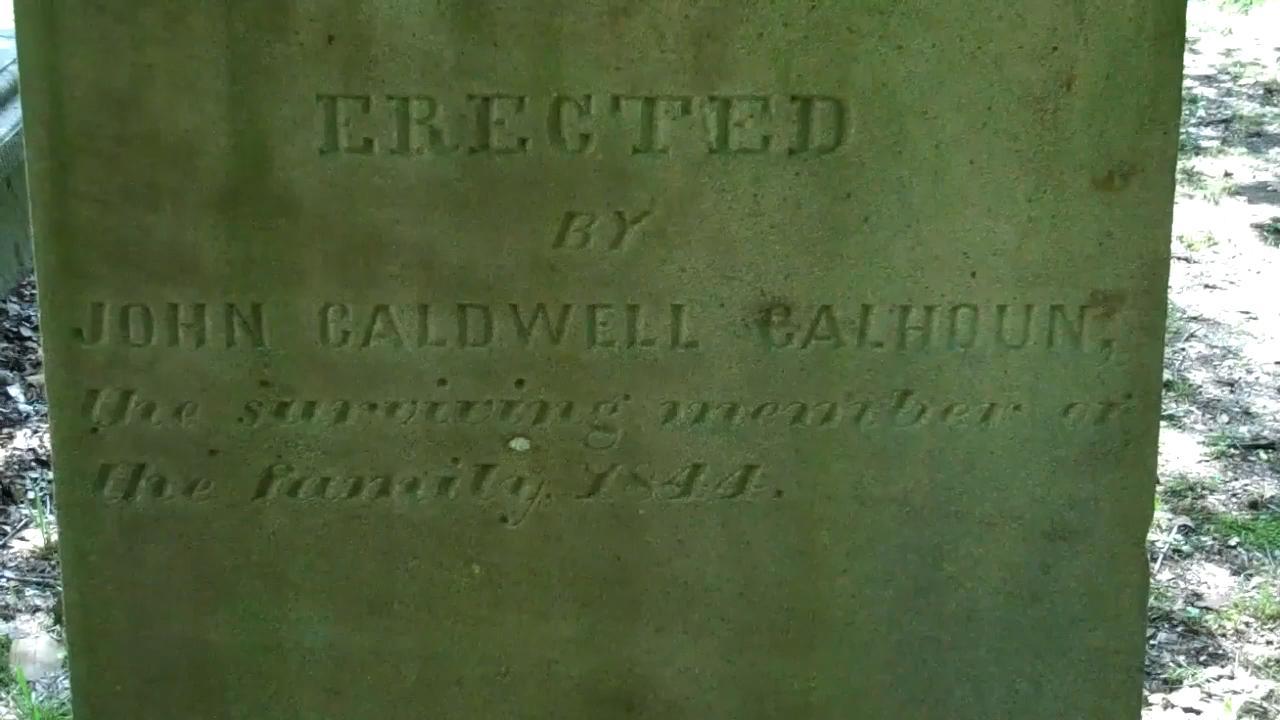 ERECTED
BY
JOHN CALDWELL CALHOUN,
the surviving member of
the family, 1844.